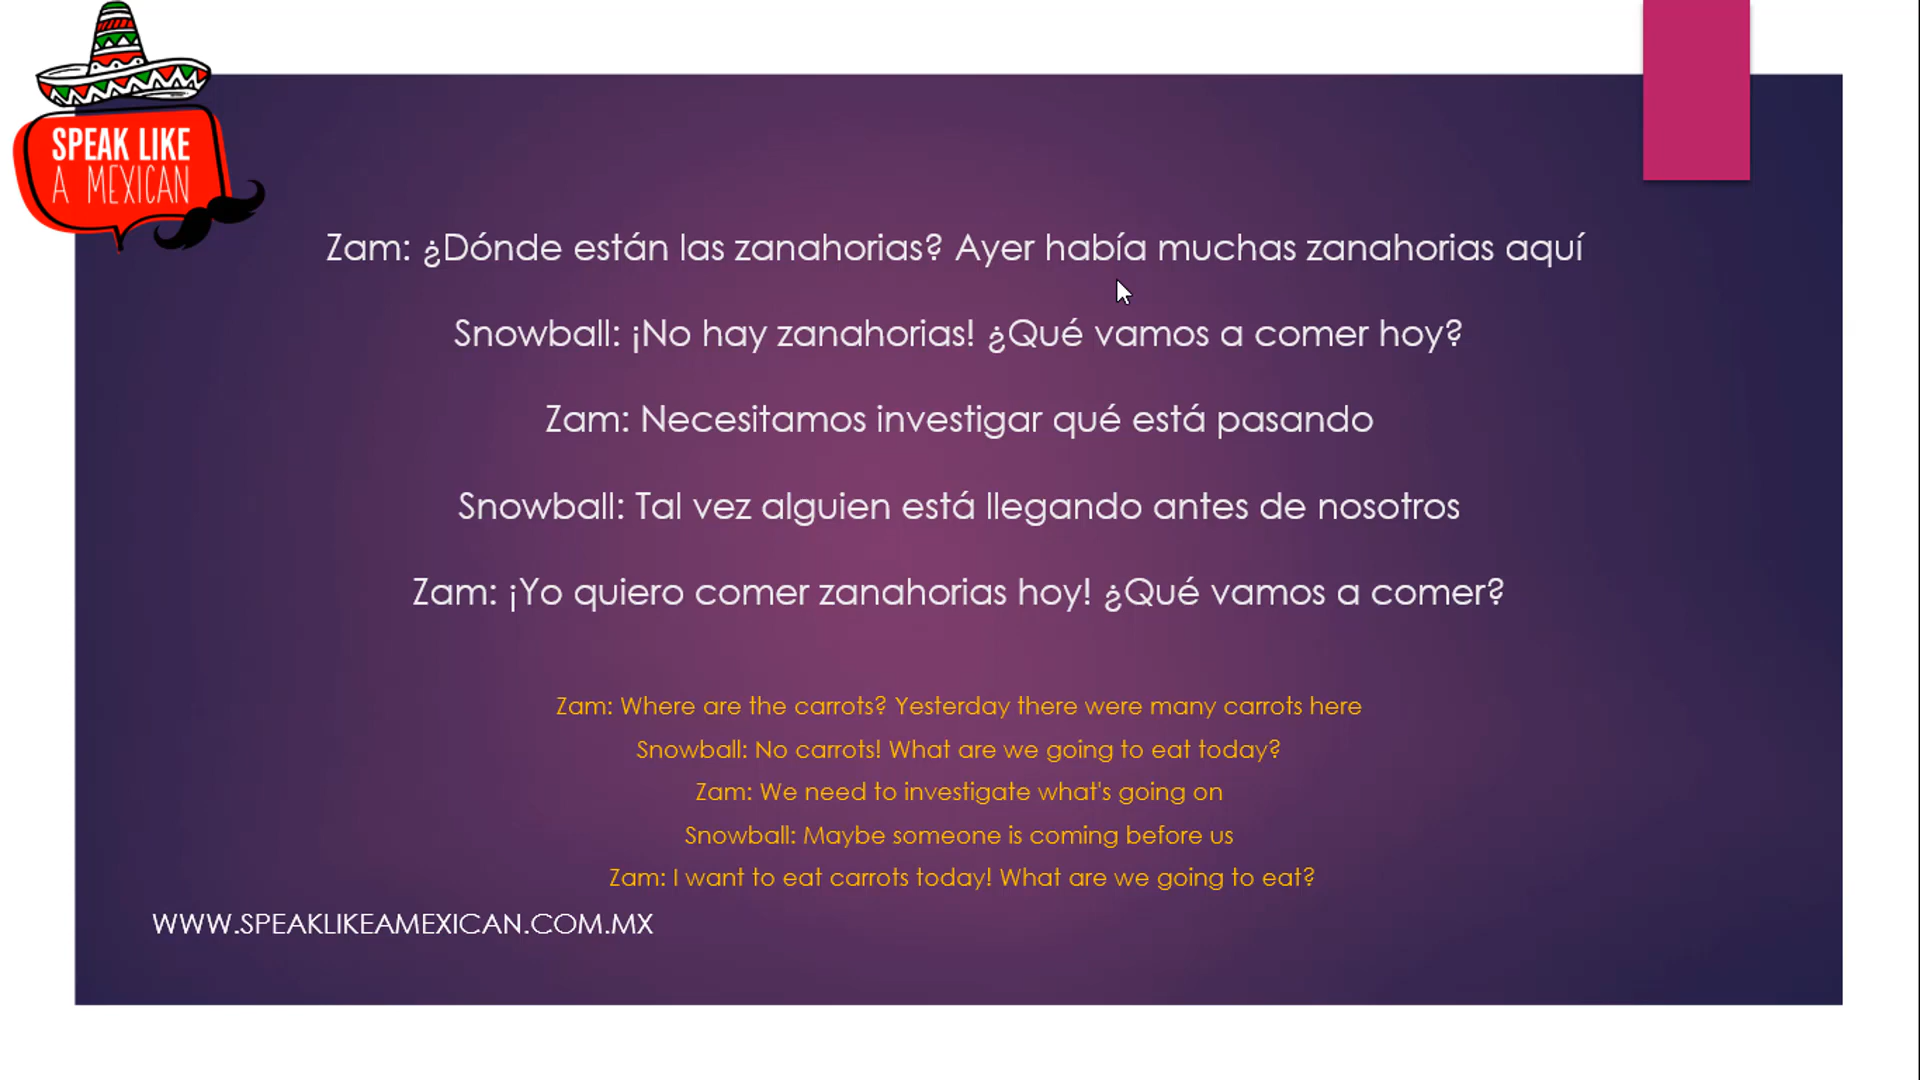 SPEAK LIKE
A MEXICAN
Zam: ¿Dónde están las zanahorias? Ayer había muchas zanahorias aquí
Snowball: ¡No hay zanahorias! ¿Qué vamos a comer hoy?
Zam: Necesitamos investigar qué está pasando
Snowball: Tal vez alguien está llegando antes de nosotros
Zam: ¡Yo quiero comer zanahorias hoy! ¿Qué vamos a comer?
Zam: Where are the carrots? Yesterday there were many carrots here
Snowball: No carrots! What are we going to eat today?
Zam: We need to investigate what's going on
Snowball: Maybe someone is coming before us
Zam: I want to eat carrots today! What are we going to eat?
WWW.SPEAKLIKEAMEXICAN.COM.MX